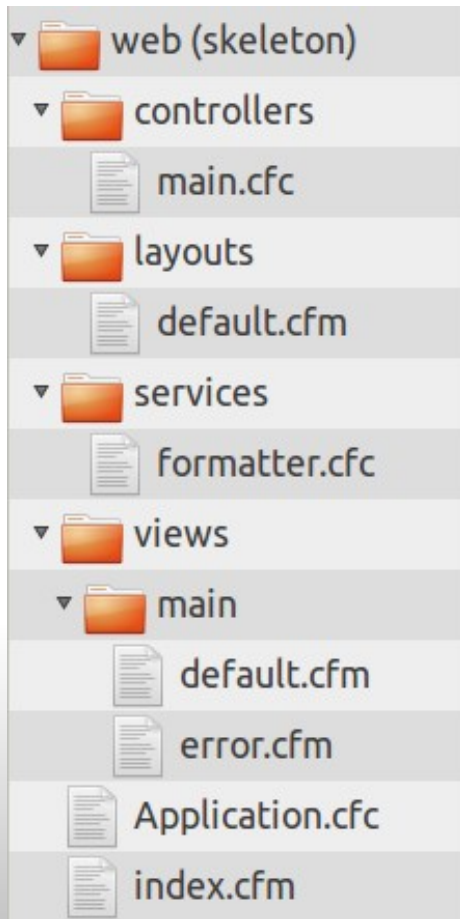 web (skeleton)
controllers
main.cfc
layouts
default.cfm
services
formatter.cfc
views
main
default.cfm
error.cfm
Application.cfc
index.cfm